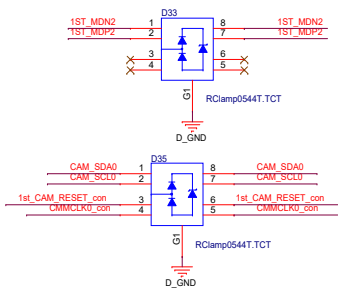 D33
1ST_MDN2 1 8 1ST_MDN2
1ST_MDP2 2 7 1ST_MDP2
3 6
4 5
G1
RClamp0544T.TCT
D_GND
D35
CAM_SDA0 1 8 CAM_SDA0
CAM_SCL0 2 7 CAM_SCL0
1st_CAM_RESET_con 3 6 1st_CAM_RESET_con
CMMCLK0_con 4 5 CMMCLK0_con
G1
RClamp0544T.TCT
D_GND